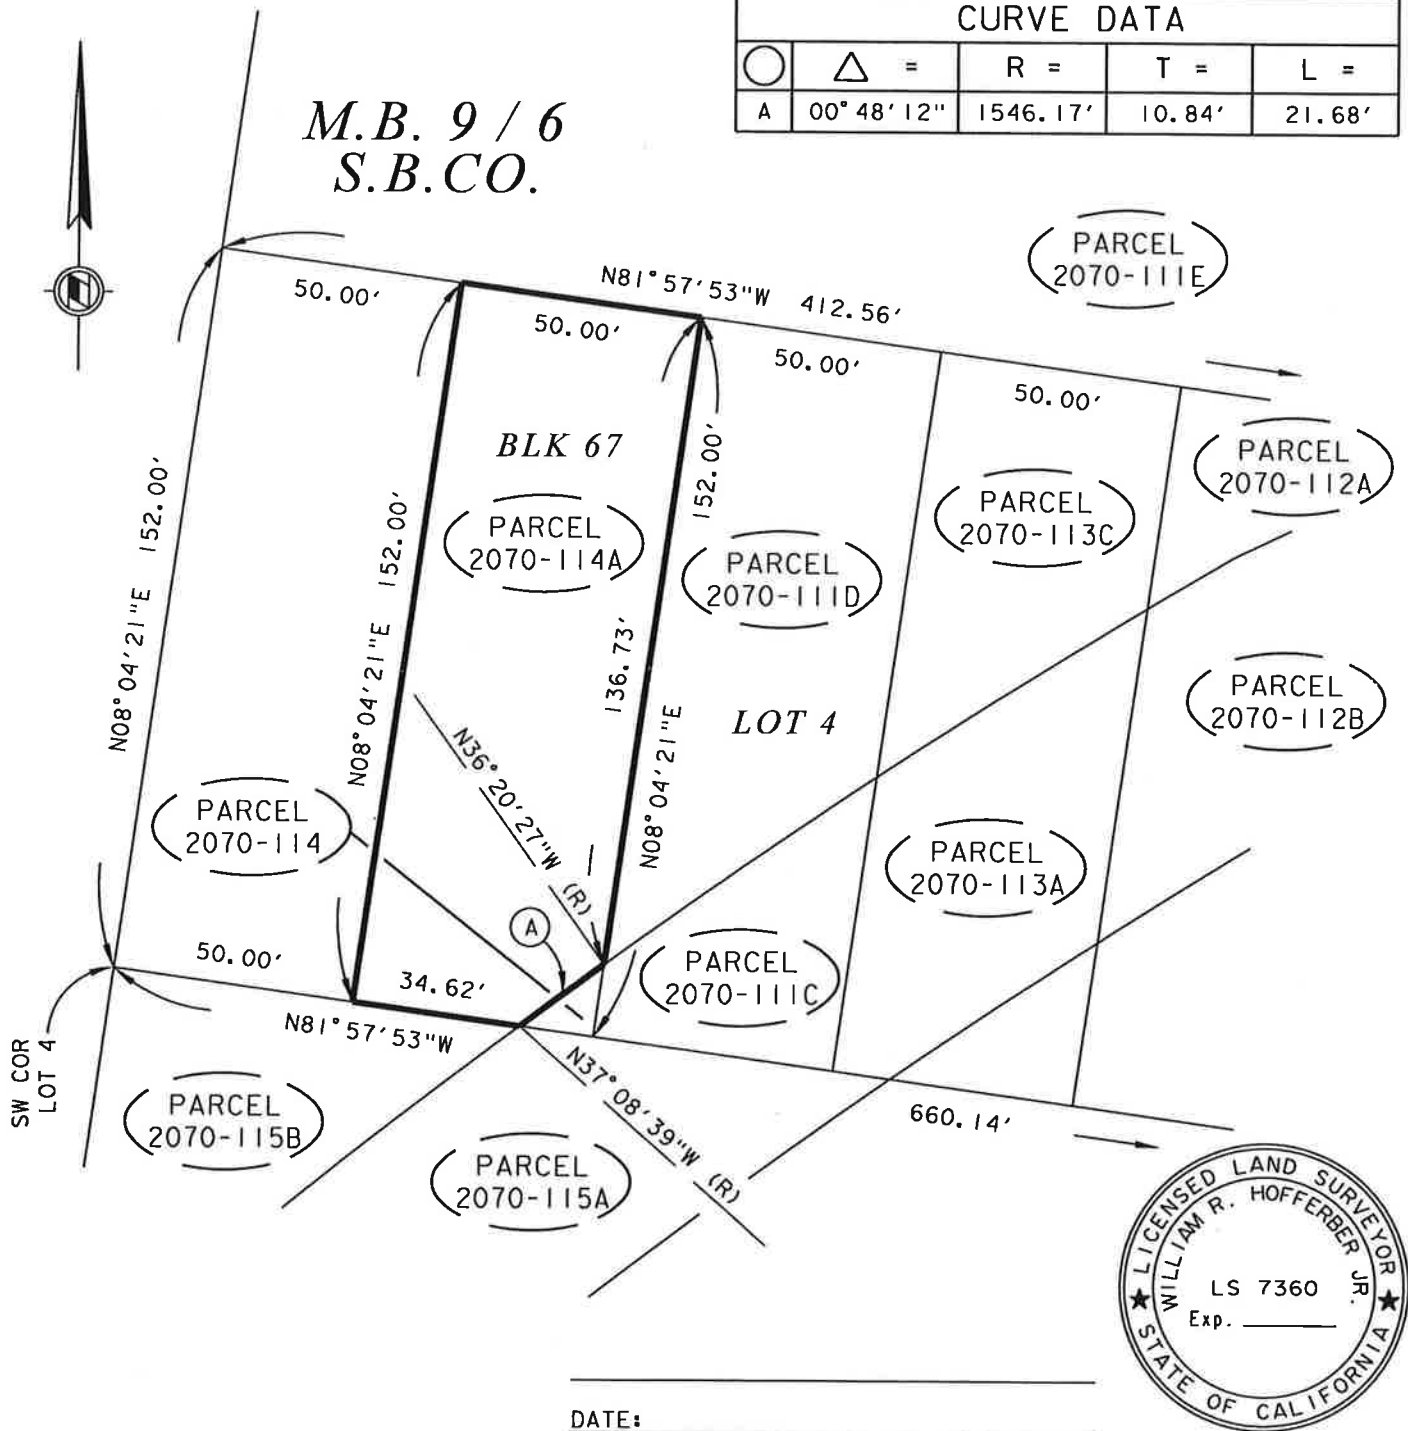 CURVE DATA
△ = R = T = L =
A 00°48'12" 1546.17' 10.84' 21.68'
M.B. 9 / 6
S.B.CO.
PARCEL
2070-111E
N81°57'53"W 412.56'
50.00'
50.00'
50.00'
50.00'
BLK 67
PARCEL
2070-112A
PARCEL
2070-113C
PARCEL
2070-114A
PARCEL
2070-111D
N08°04'21"E 152.00'
N08°04'21"E 152.00'
152.00'
136.73'
N08°04'21"E
LOT 4
PARCEL
2070-112B
N36°20'27"W (R)
PARCEL
2070-114
PARCEL
2070-113A
A
PARCEL
2070-111C
50.00'
34.62'
N81°57'53"W
SW COR
LOT 4
N37°08'39"W (R)
660.14'
PARCEL
2070-115B
PARCEL
2070-115A
LICENSED LAND SURVEYOR
WILLIAM R. HOFFERBER JR.
LS 7360
Exp.
STATE OF CALIFORNIA
DATE: